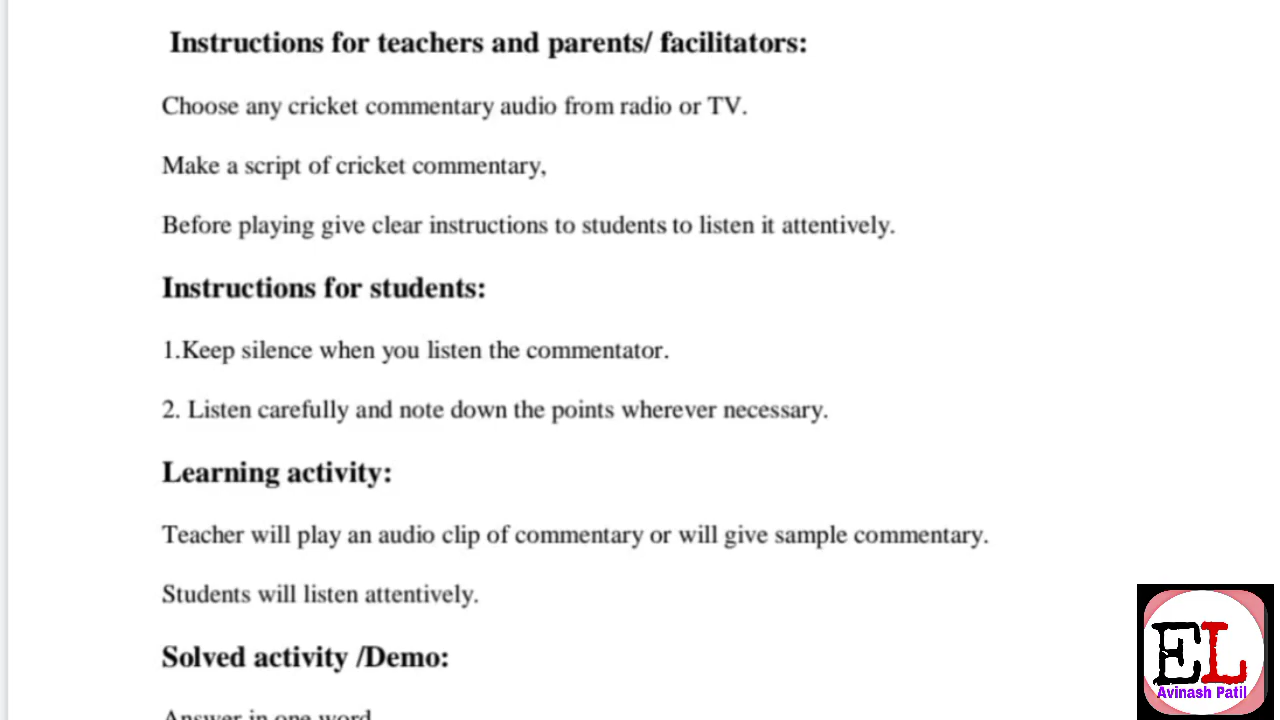 Instructions for teachers and parents/ facilitators:
Choose any cricket commentary audio from radio or TV.
Make a script of cricket commentary,
Before playing give clear instructions to students to listen it attentively.
Instructions for students:
1.Keep silence when you listen the commentator.
2. Listen carefully and note down the points wherever necessary.
Learning activity:
Teacher will play an audio clip of commentary or will give sample commentary.
Students will listen attentively.
Solved activity /Demo:
Answer in one word
EL
Avinash Patil